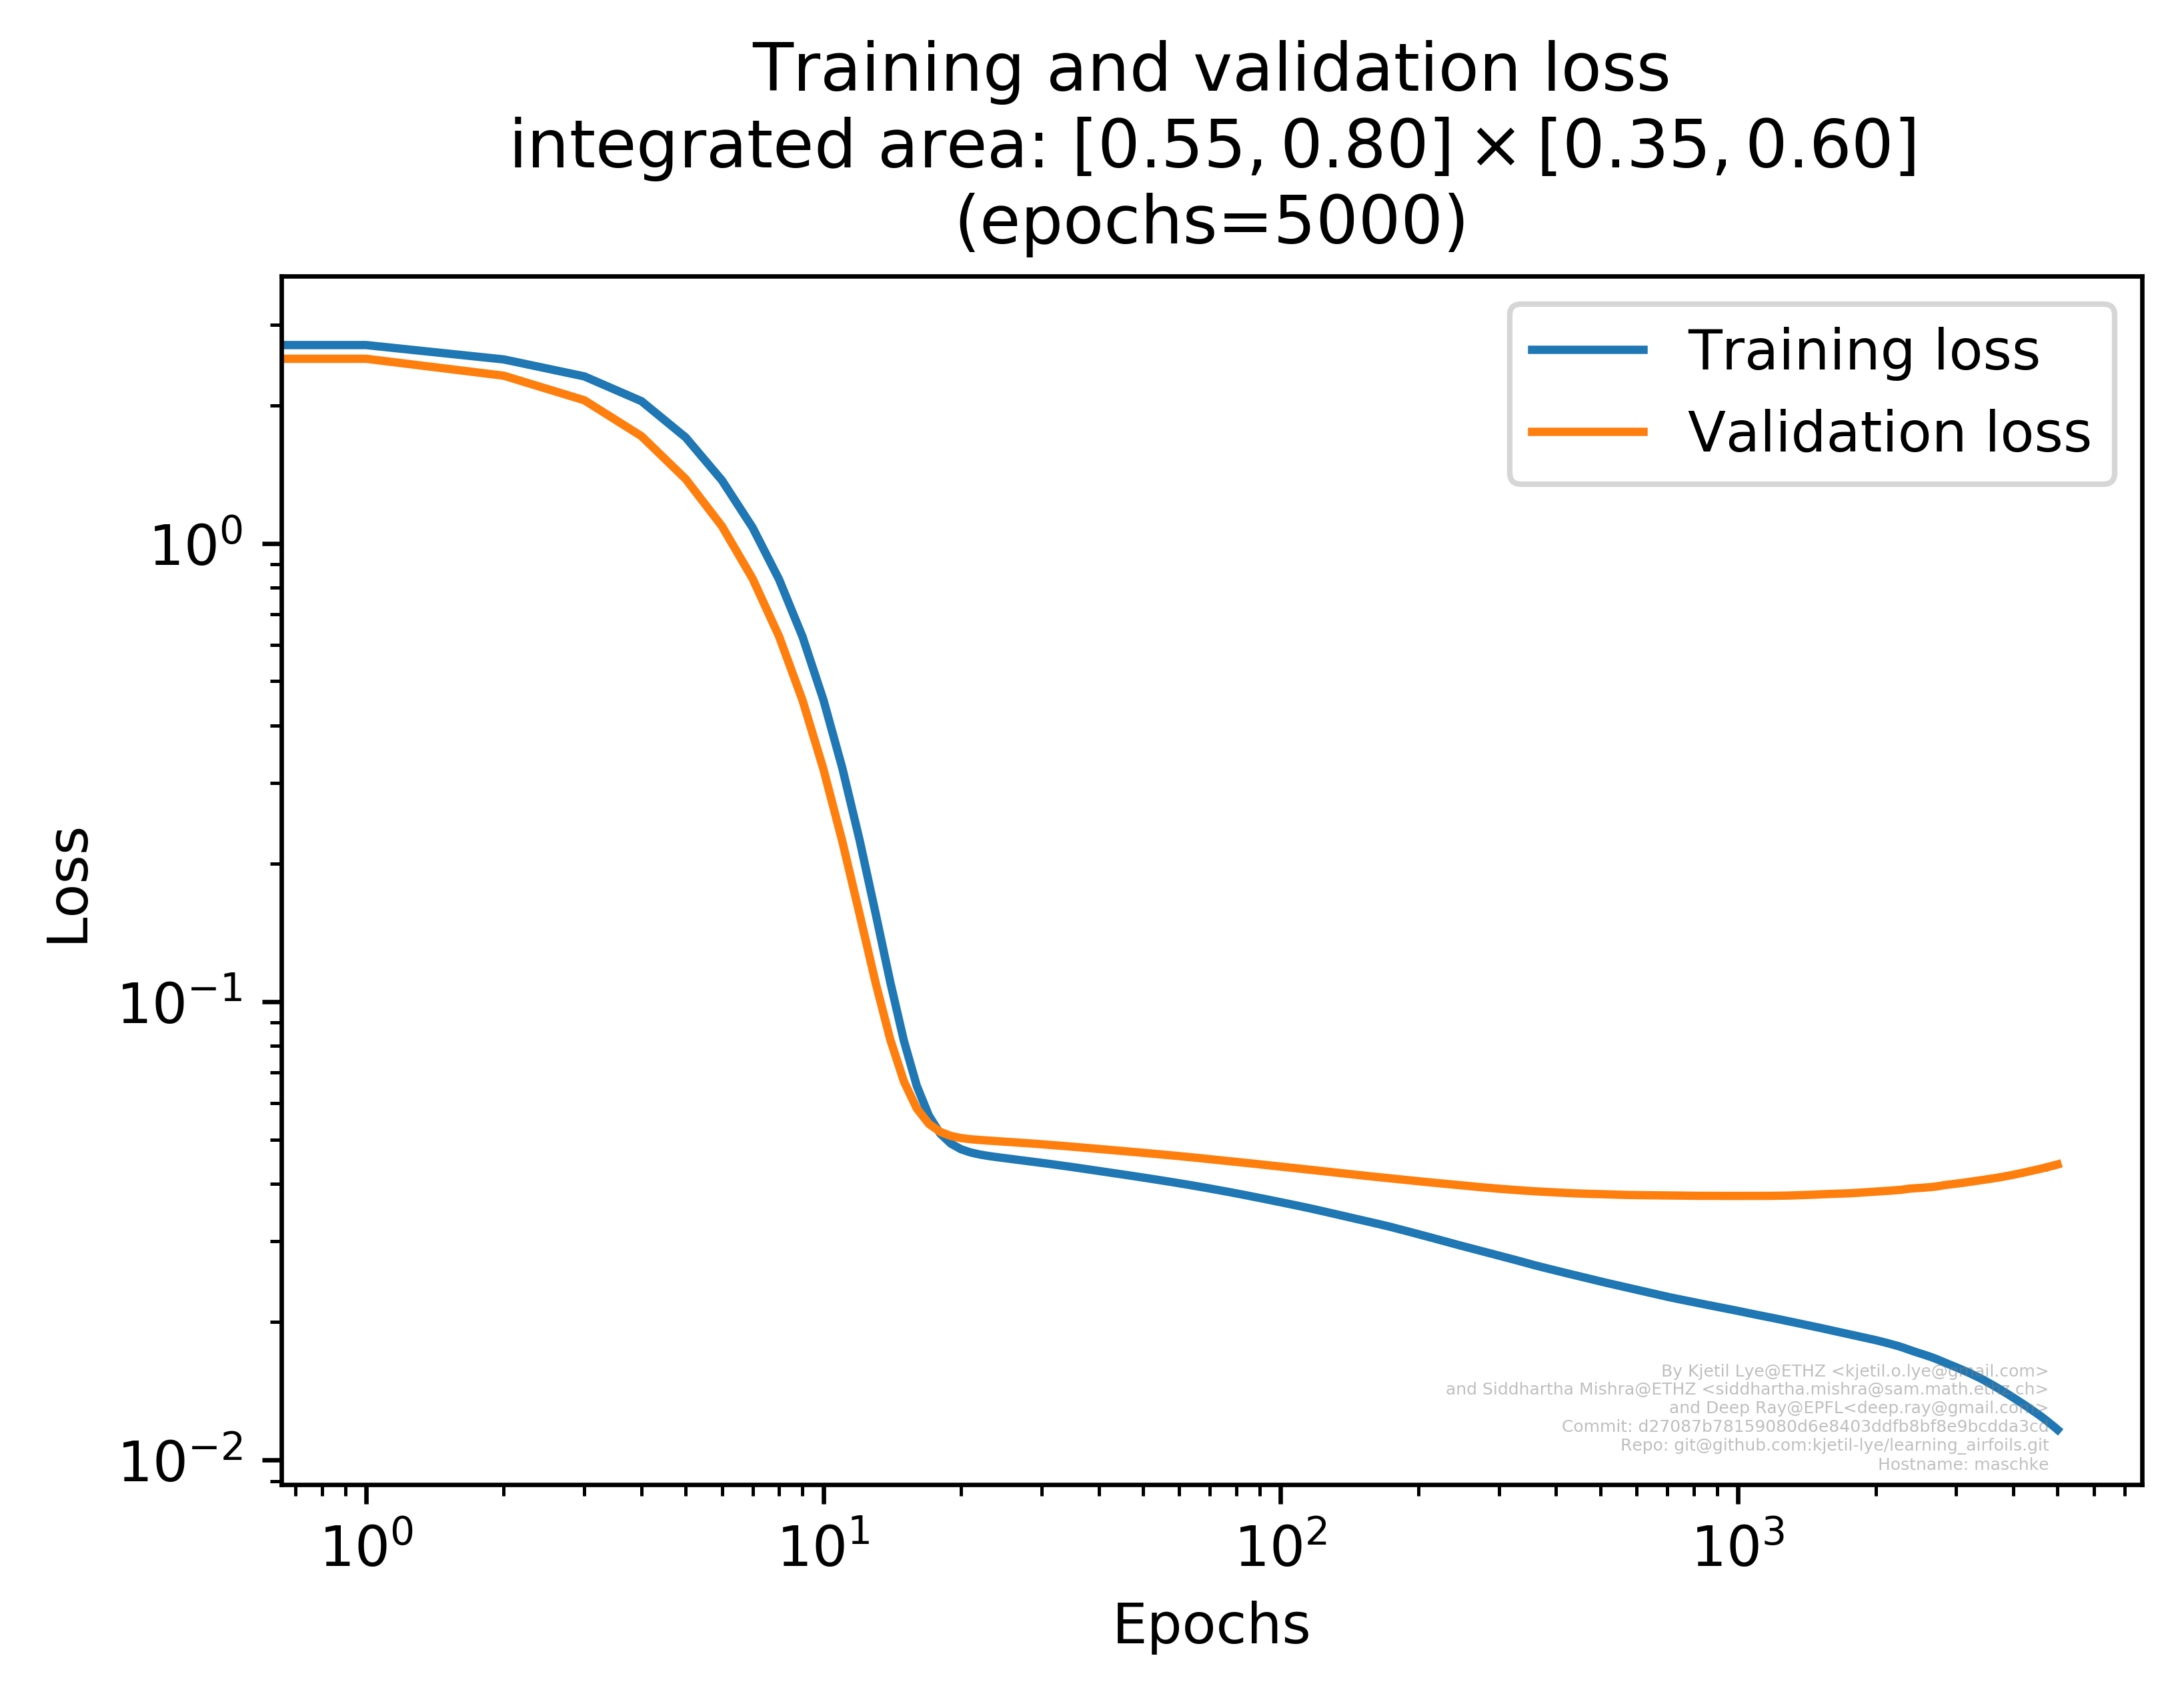 Training and validation loss
integrated area: [0.55, 0.80] × [0.35, 0.60]
(epochs=5000)
Training loss
Validation loss
10⁰
10⁻¹
10⁻²
Loss
10⁰ 10¹ 10² 10³
Epochs
By Kjetil Lye@ETHZ <kjetil.o.lye@gmail.com>
and Siddhartha Mishra@ETHZ <siddhartha.mishra@sam.math.ethz.ch>
and Deep Ray@EPFL<deep.ray@gmail.com>
Commit: d27087b78159080d6e8403ddfb8bf8e9bcdda3cd
Repo: git@github.com:kjetil-lye/learning_airfoils.git
Hostname: maschke